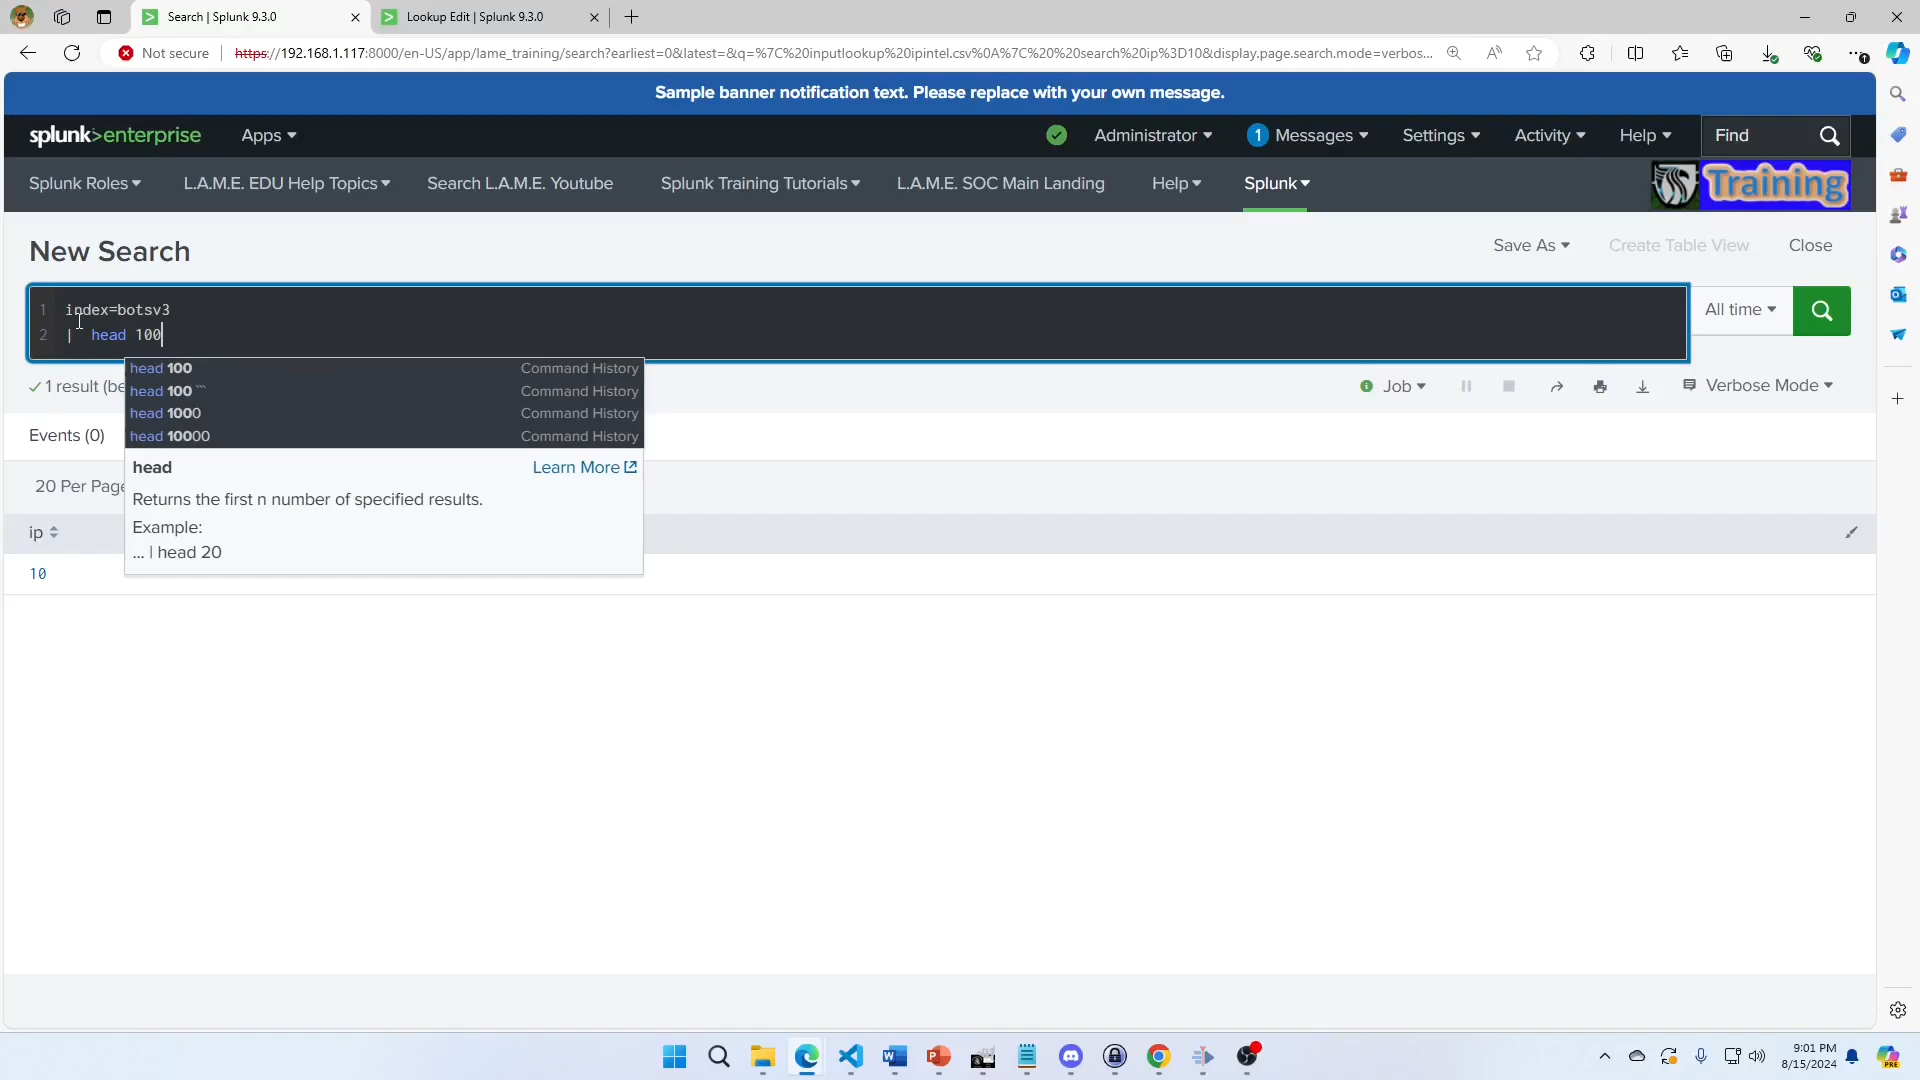 Search | Splunk 9.3.0
Lookup Edit | Splunk 9.3.0
Not secure
https://192.168.1.117:8000/en-US/app/lame_training/search?earliest=0&latest=&q=%7C%20inputlookup%20ipintel.csv%0A%7C%20%20search%20ip%3D10&display.page.search.mode=verbos...
Sample banner notification text. Please replace with your own message.
splunk>enterprise Apps
Administrator 1 Messages Settings Activity Help Find
Splunk Roles L.A.M.E. EDU Help Topics Search L.A.M.E. Youtube Splunk Training Tutorials L.A.M.E. SOC Main Landing Help Splunk Training
New Search
Save As Create Table View Close
1 index=botsv3
2 | head 100
All time
head 100 Command History
head 100 ``` Command History
head 1000 Command History
head 10000 Command History
1 result (be
Job Verbose Mode
Events (0)
head Learn More
Returns the first n number of specified results.
Example:
... | head 20
20 Per Page
ip
10
9:01 PM
8/15/2024
PRE